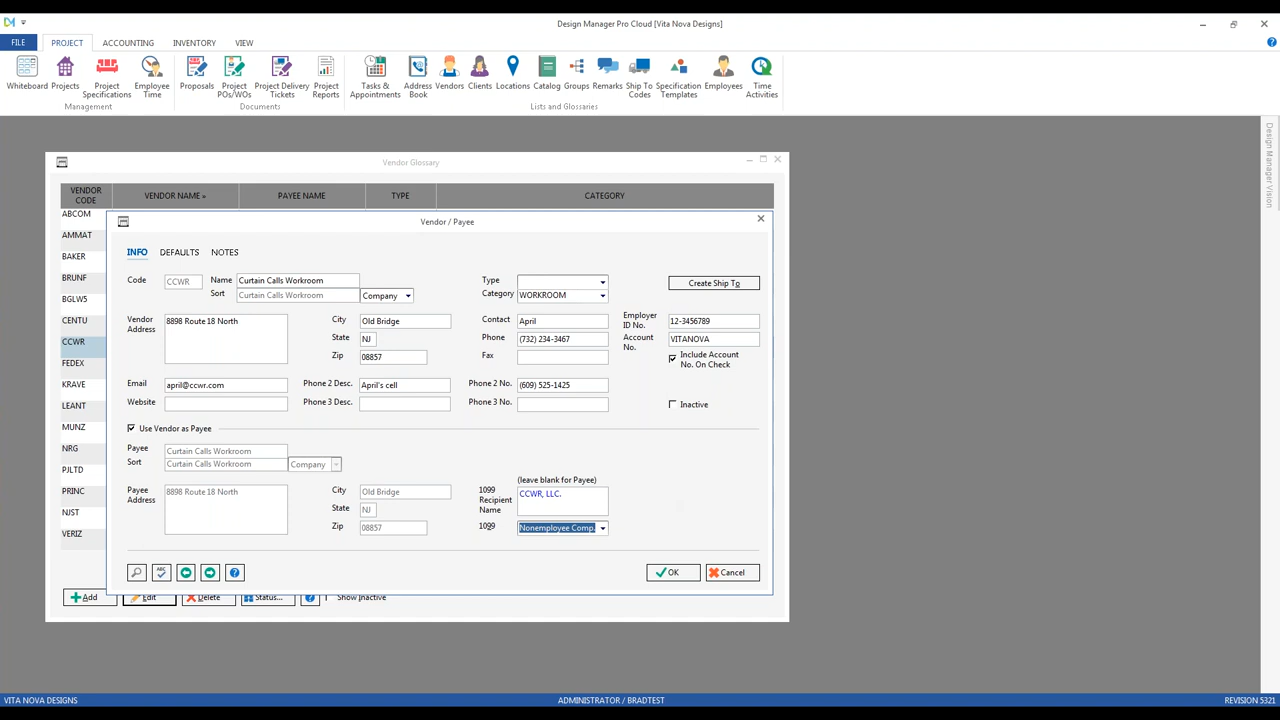 Design Manager Pro Cloud [Vita Nova Designs]
FILE PROJECT ACCOUNTING INVENTORY VIEW
Whiteboard Projects Project Specifications Employee Time Proposals Project POs/WOs Project Delivery Tickets Project Reports Tasks & Appointments Address Book Vendors Clients Locations Catalog Groups Remarks Ship To Codes Specification Templates Employees Time Activities
Management Documents Lists and Glossaries
Design Manager Vision
Vendor Glossary
VENDOR CODE VENDOR NAME PAYEE NAME TYPE CATEGORY
ABCOM
AMMAT
BAKER
BRUNF
BGLW5
CENTU
CCWR
FEDEX
KRAVE
LEANT
MUNZ
NRG
PJLTD
PRINC
NJST
VERIZ
Vendor / Payee
INFO DEFAULTS NOTES
Code CCWR Name Curtain Calls Workroom Type Create Ship To
Sort Curtain Calls Workroom Company Category WORKROOM
Vendor Address 8898 Route 18 North City Old Bridge Contact April Employer ID No. 12-3456789
State NJ Phone (732) 234-3467 Account No. VITANOVA
Zip 08857 Fax Include Account No. On Check
Email april@ccwr.com Phone 2 Desc. April's cell Phone 2 No. (609) 525-1425
Website Phone 3 Desc. Phone 3 No. Inactive
Use Vendor as Payee
Payee Curtain Calls Workroom
Sort Curtain Calls Workroom Company
(leave blank for Payee)
Payee Address 8898 Route 18 North City Old Bridge 1099 Recipient Name CCWR, LLC.
State NJ
Zip 08857 1099 Nonemployee Comp.
ABC OK Cancel
Add Edit Delete Status... Show Inactive
VITA NOVA DESIGNS ADMINISTRATOR / BRADTEST REVISION 5321